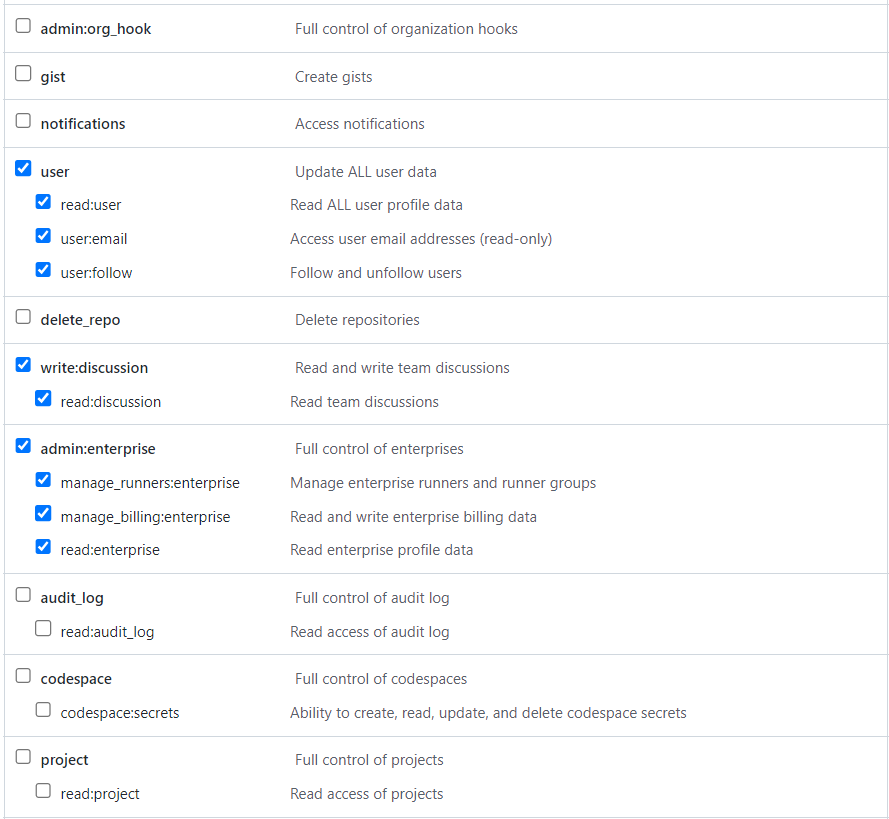 admin:org_hook Full control of organization hooks
gist Create gists
notifications Access notifications
user Update ALL user data
read:user Read ALL user profile data
user:email Access user email addresses (read-only)
user:follow Follow and unfollow users
delete_repo Delete repositories
write:discussion Read and write team discussions
read:discussion Read team discussions
admin:enterprise Full control of enterprises
manage_runners:enterprise Manage enterprise runners and runner groups
manage_billing:enterprise Read and write enterprise billing data
read:enterprise Read enterprise profile data
audit_log Full control of audit log
read:audit_log Read access of audit log
codespace Full control of codespaces
codespace:secrets Ability to create, read, update, and delete codespace secrets
project Full control of projects
read:project Read access of projects